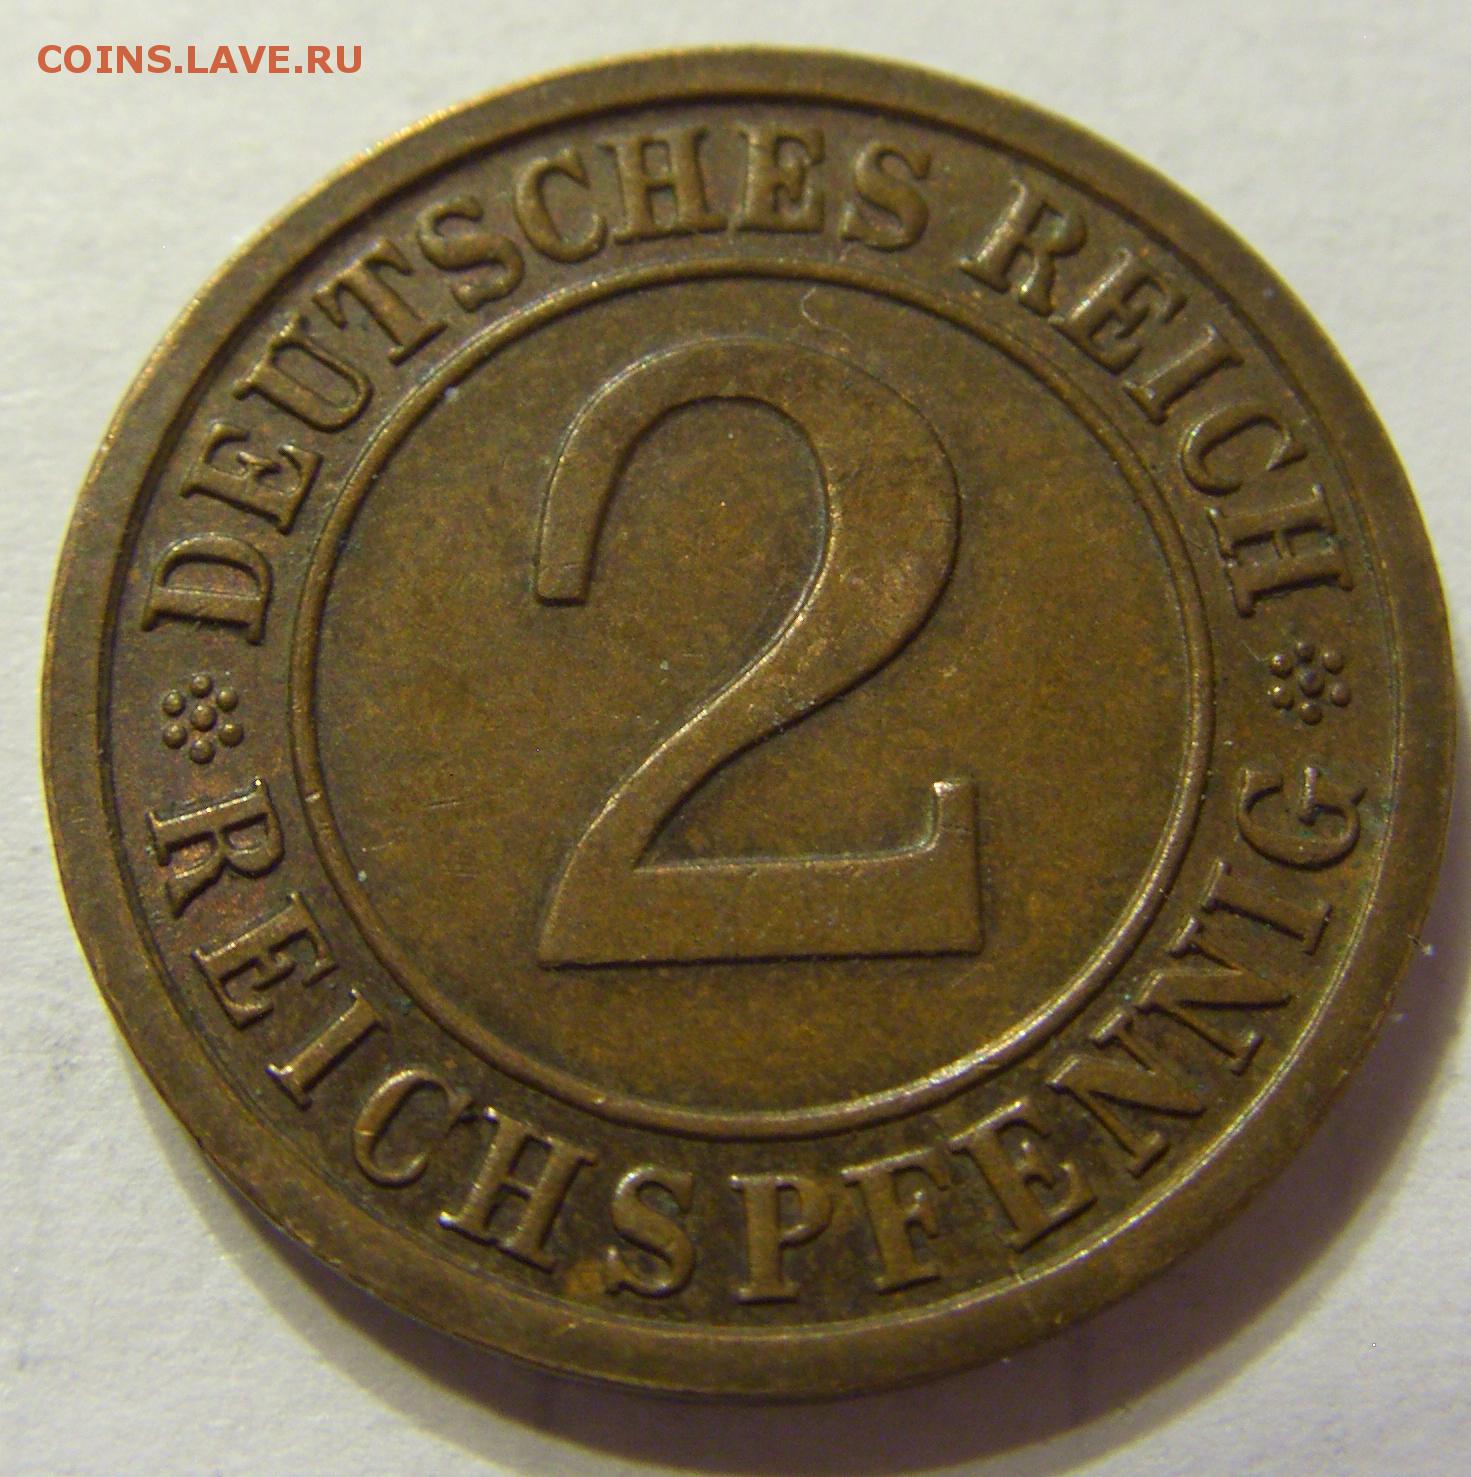 COINS.LAVE.RU
DEUTSCHES REICH
2
REICHSPFENNIG